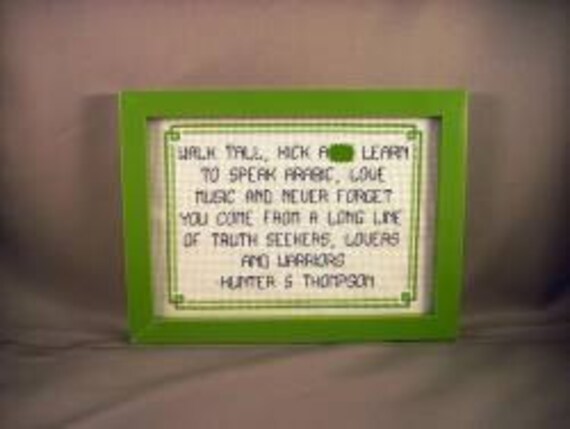 WALK TALL, KICK A LEARN
TO SPEAK ARABIC, LOVE
MUSIC AND NEVER FORGET
YOU COME FROM A LONG LINE
OF TRUTH SEEKERS, LOVERS
AND WARRIORS
HUNTER S THOMPSON